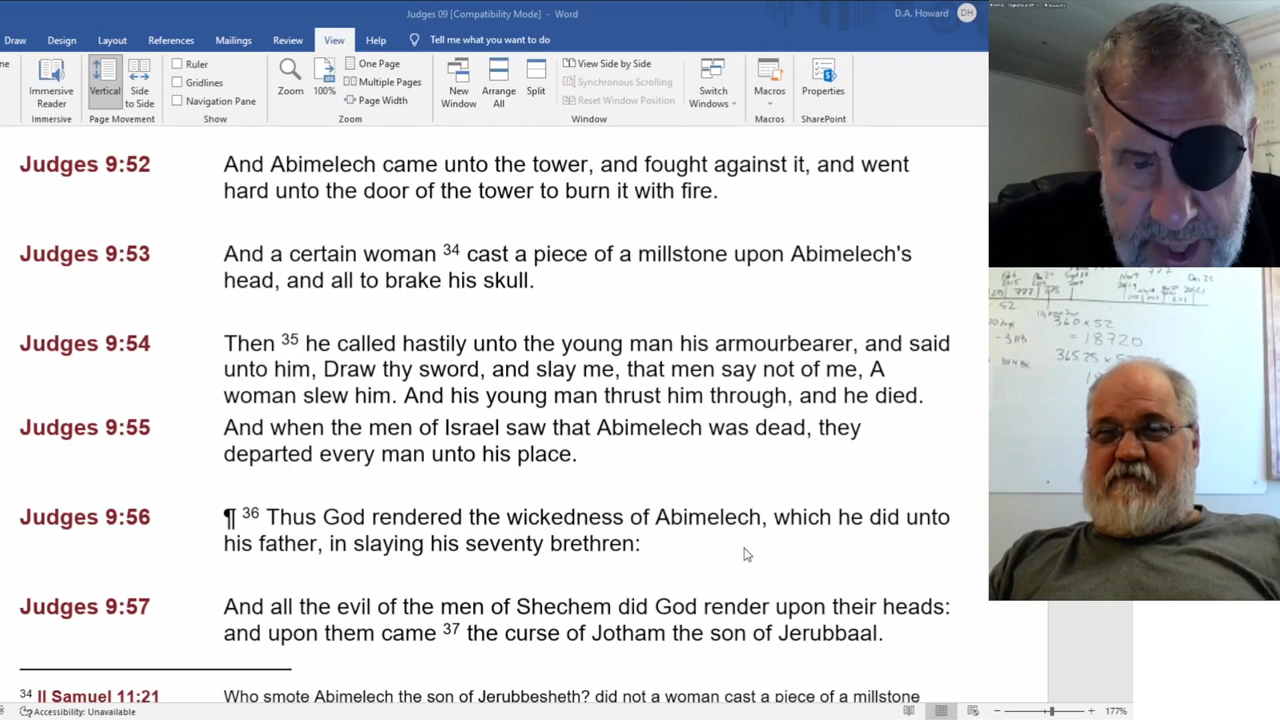 Judges 09 [Compatibility Mode] - Word
D.A. Howard DH
Draw Design Layout References Mailings Review View Help Tell me what you want to do
Immersive Reader
Immersive
Vertical
Side to Side
Page Movement
Ruler
Gridlines
Navigation Pane
Show
Zoom
100%
One Page
Multiple Pages
Page Width
Zoom
New Window
Arrange All
Split
View Side by Side
Synchronous Scrolling
Reset Window Position
Switch Windows
Window
Macros
Macros
Properties
SharePoint
Judges 9:52 And Abimelech came unto the tower, and fought against it, and went
hard unto the door of the tower to burn it with fire.
Judges 9:53 And a certain woman 34 cast a piece of a millstone upon Abimelech's
head, and all to brake his skull.
Judges 9:54 Then 35 he called hastily unto the young man his armourbearer, and said
unto him, Draw thy sword, and slay me, that men say not of me, A
woman slew him. And his young man thrust him through, and he died.
Judges 9:55 And when the men of Israel saw that Abimelech was dead, they
departed every man unto his place.
Judges 9:56 ¶ 36 Thus God rendered the wickedness of Abimelech, which he did unto
his father, in slaying his seventy brethren:
Judges 9:57 And all the evil of the men of Shechem did God render upon their heads:
and upon them came 37 the curse of Jotham the son of Jerubbaal.
34 II Samuel 11:21 Who smote Abimelech the son of Jerubbesheth? did not a woman cast a piece of a millstone
Accessibility: Unavailable
177%
777
52
360 x 52
= 18720
365.25 x